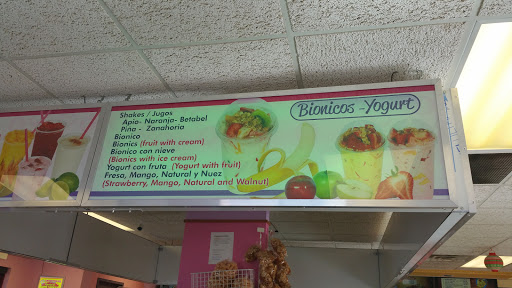 Bionicos - Yogurt
Shakes / Jugos
Apio- Naranja- Betabel
Piña - Zanahoria
Bionico
Bionics (fruit with cream)
Bionico con nieve
(Bionics with ice cream)
Yogurt con fruta (Yogurt with fruit)
Fresa, Mango, Natural y Nuez
(Strawberry, Mango, Natural and Walnut)